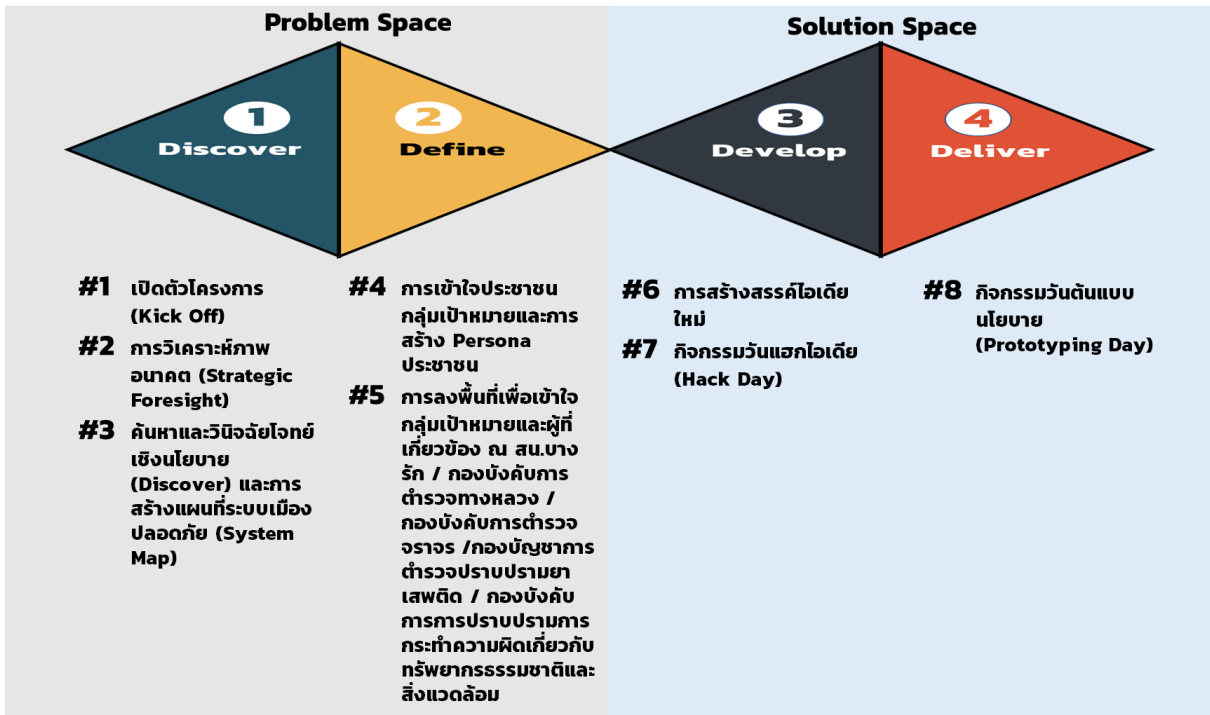 Problem Space
1
Discover
2
Define
#1 เปิดตัวโครงการ
(Kick Off)
#2 การวิเคราะห์ภาพ
อนาคต (Strategic
Foresight)
#3 ค้นหาและวินิจฉัยโจทย์
เชิงนโยบาย
(Discover) และการ
สร้างแผนที่ระบบเมือง
ปลอดภัย (System
Map)
#4 การเข้าใจประชาชน
กลุ่มเป้าหมายและการ
สร้าง Persona
ประชาชน
#5 การลงพื้นที่เพื่อเข้าใจ
กลุ่มเป้าหมายและผู้ที่
เกี่ยวข้อง ณ สน.บาง
รัก / กองบังคับการ
ตำรวจทางหลวง /
กองบังคับการตำรวจ
จราจร /กองบัญชาการ
ตำรวจปราบปรามยา
เสพติด / กองบังคับ
การการปราบปรามการ
กระทำความผิดเกี่ยวกับ
ทรัพยากรธรรมชาติและ
สิ่งแวดล้อม
Solution Space
3
Develop
4
Deliver
#6 การสร้างสรรค์ไอเดีย
ใหม่
#7 กิจกรรมวันแฮกไอเดีย
(Hack Day)
#8 กิจกรรมวันต้นแบบ
นโยบาย
(Prototyping Day)